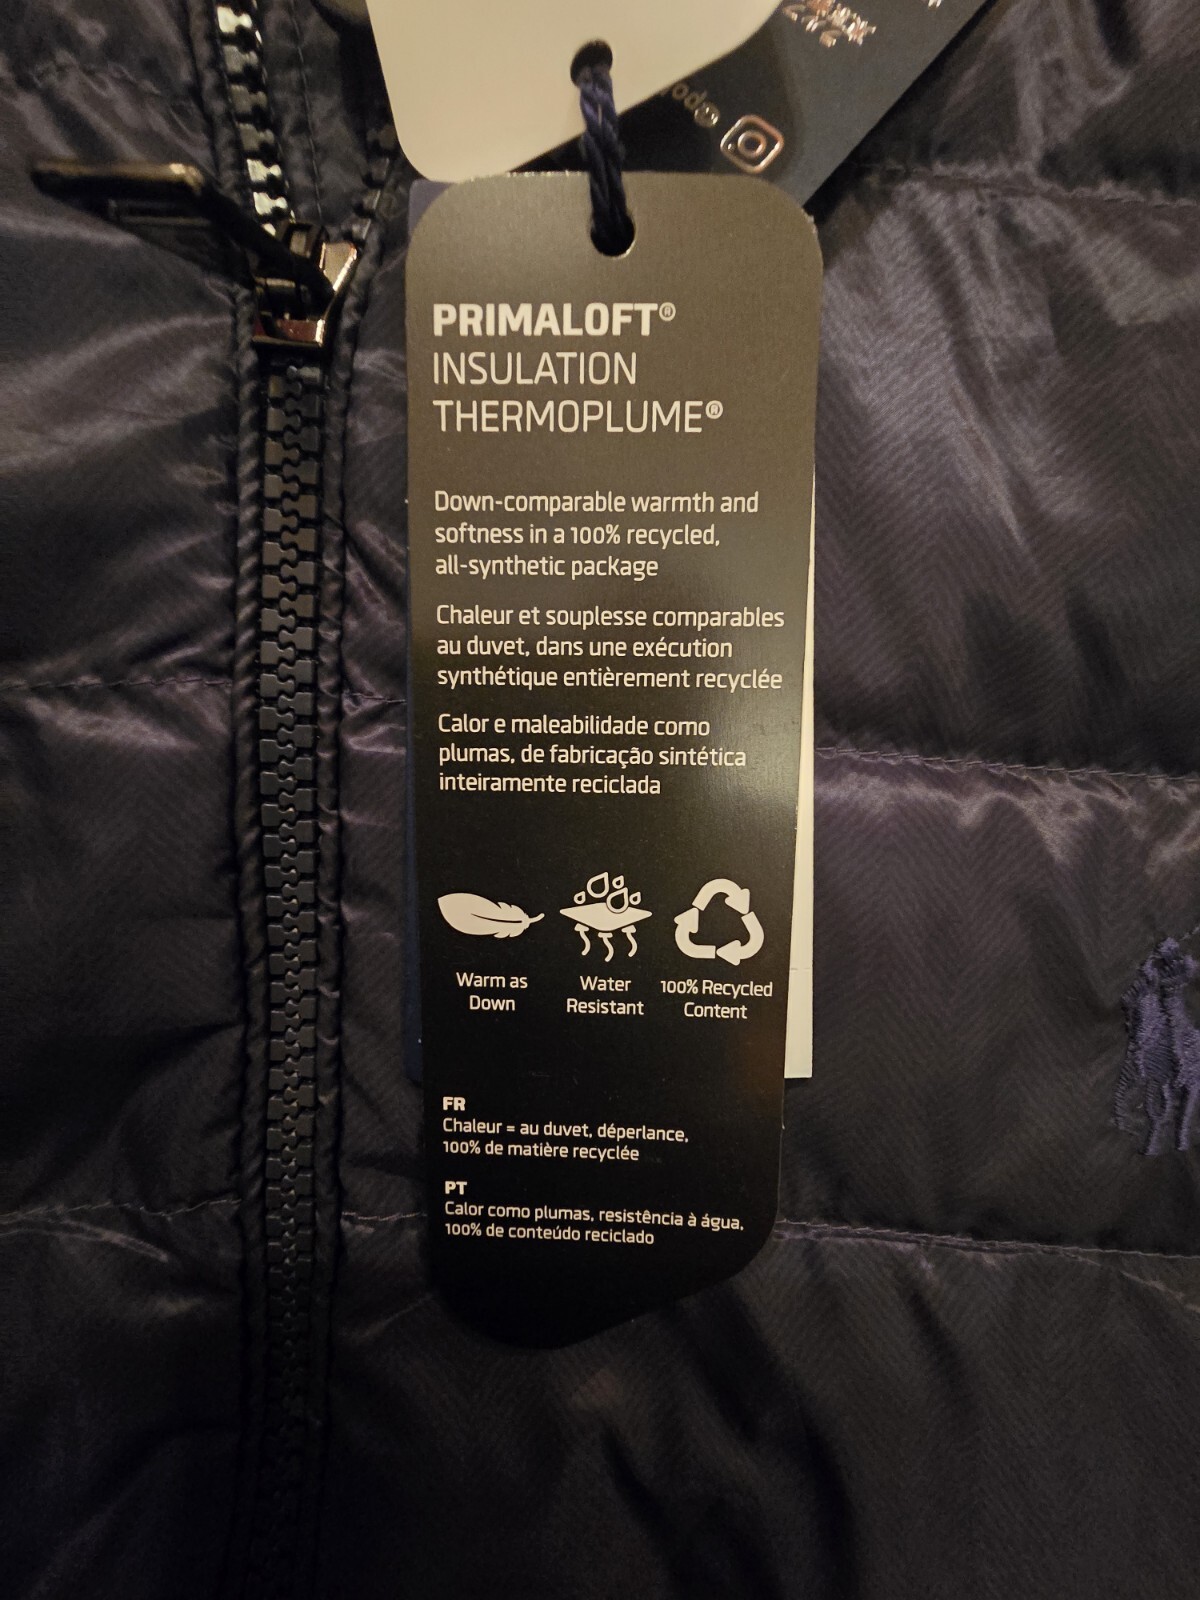 PRIMALOFT®
INSULATION
THERMOPLUME®
Down-comparable warmth and
softness in a 100% recycled,
all-synthetic package
Chaleur et souplesse comparables
au duvet, dans une exécution
synthétique entièrement recyclée
Calor e maleabilidade como
plumas, de fabricação sintética
inteiramente reciclada
Warm as
Down
Water
Resistant
100% Recycled
Content
FR
Chaleur = au duvet, déperlance,
100% de matière recyclée
PT
Calor como plumas, resistência à água,
100% de conteúdo reciclado